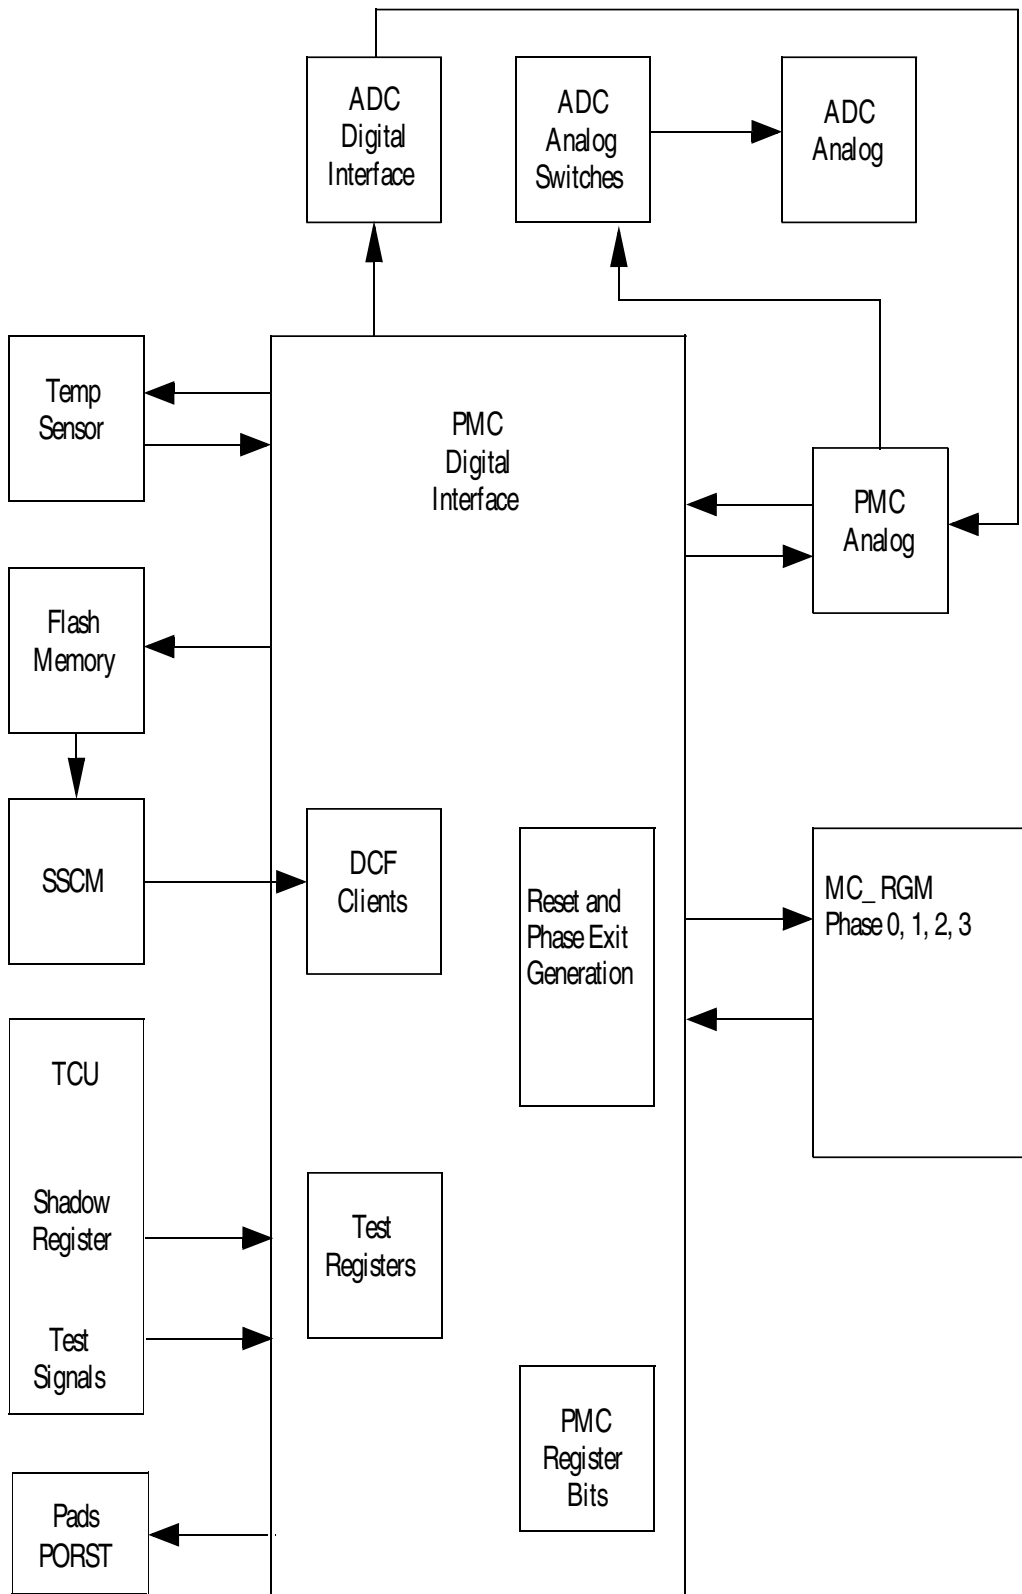 ADC
Digital
Interface
ADC
Analog
Switches
ADC
Analog
Temp
Sensor
PMC
Digital
Interface
PMC
Analog
Flash
Memory
SSCM
DCF
Clients
Reset and
Phase Exit
Generation
MC_RGM
Phase 0, 1, 2, 3
TCU
Shadow
Register
Test
Signals
Test
Registers
PMC
Register
Bits
Pads
PORST